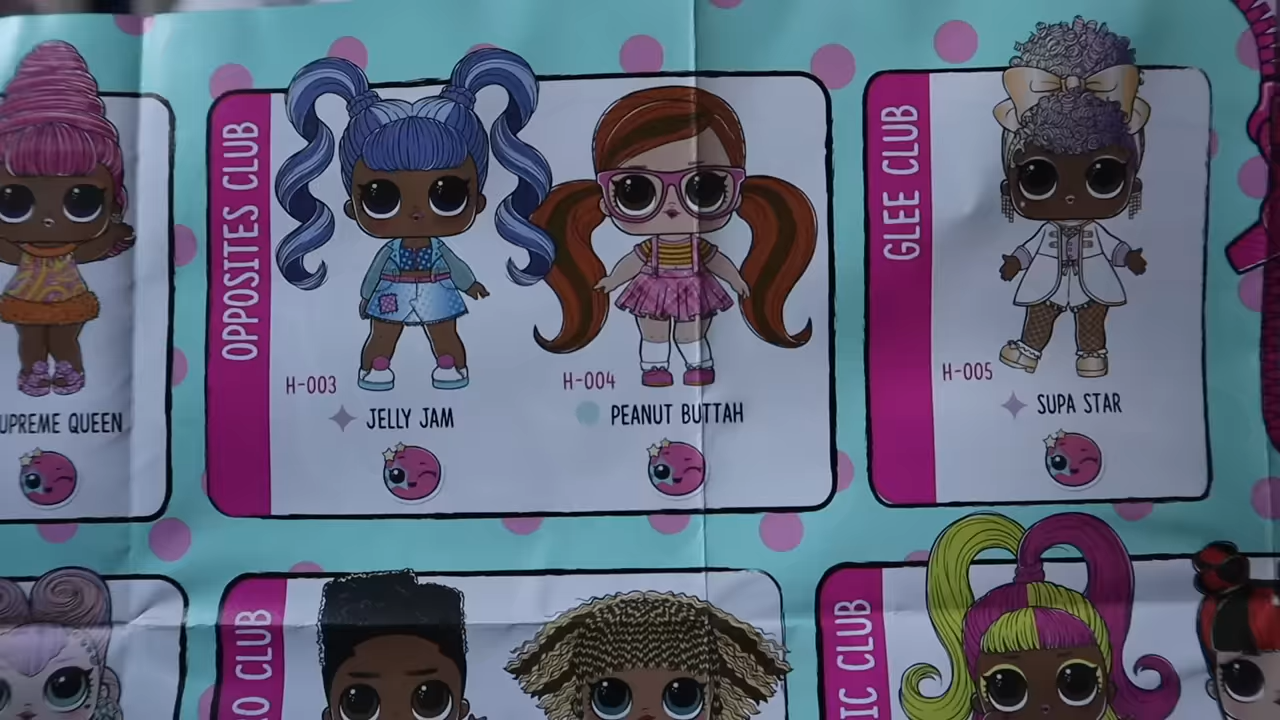 UPREME QUEEN
OPPOSITES CLUB
H-003
JELLY JAM
H-004
PEANUT BUTTAH
GLEE CLUB
H-005
SUPA STAR
O CLUB
IC CLUB